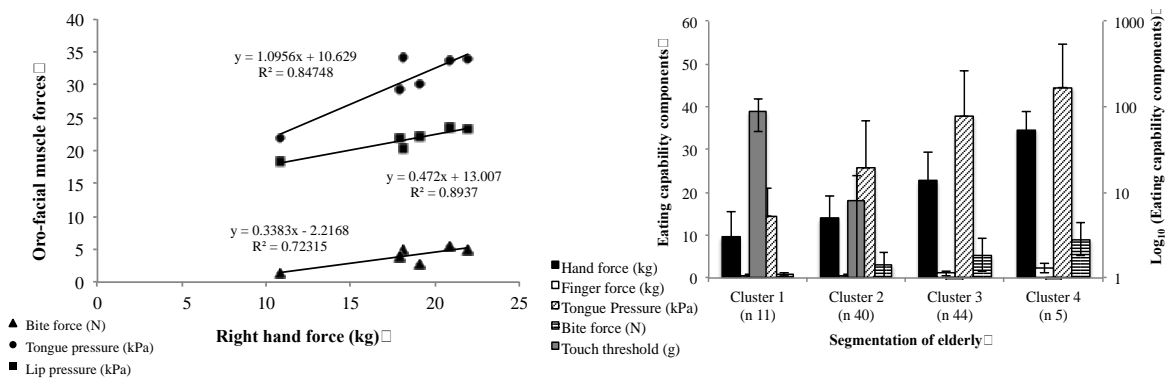 Oro-facial muscle forces
40
35
30
25
20
15
10
5
0
y = 1.0956x + 10.629
R² = 0.84748
y = 0.472x + 13.007
R² = 0.8937
y = 0.3383x - 2.2168
R² = 0.72315
0 5 10 15 20 25
Right hand force (kg)
Bite force (N)
Tongue pressure (kPa)
Lip pressure (kPa)
Eating capability components
60
50
40
30
20
10
0
Log₁₀ (Eating capability components)
1000
100
10
1
Cluster 1 Cluster 2 Cluster 3 Cluster 4
(n 11) (n 40) (n 44) (n 5)
Segmentation of elderly
Hand force (kg)
Finger force (kg)
Tongue Pressure (kPa)
Bite force (N)
Touch threshold (g)